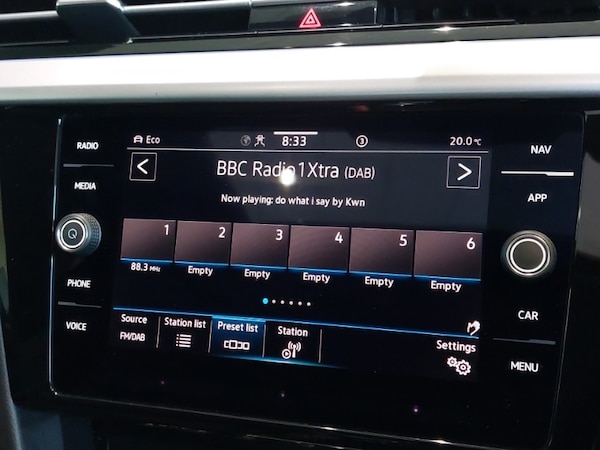 RADIO
MEDIA
PHONE
VOICE
Eco
8:33
3
20.0 °C
BBC Radio 1Xtra (DAB)
Now playing: do what i say by Kwn
1 2 3 4 5 6
88.3 MHz Empty Empty Empty Empty Empty
Source
FM/DAB
Station list
Preset list
Station
Settings
NAV
APP
CAR
MENU